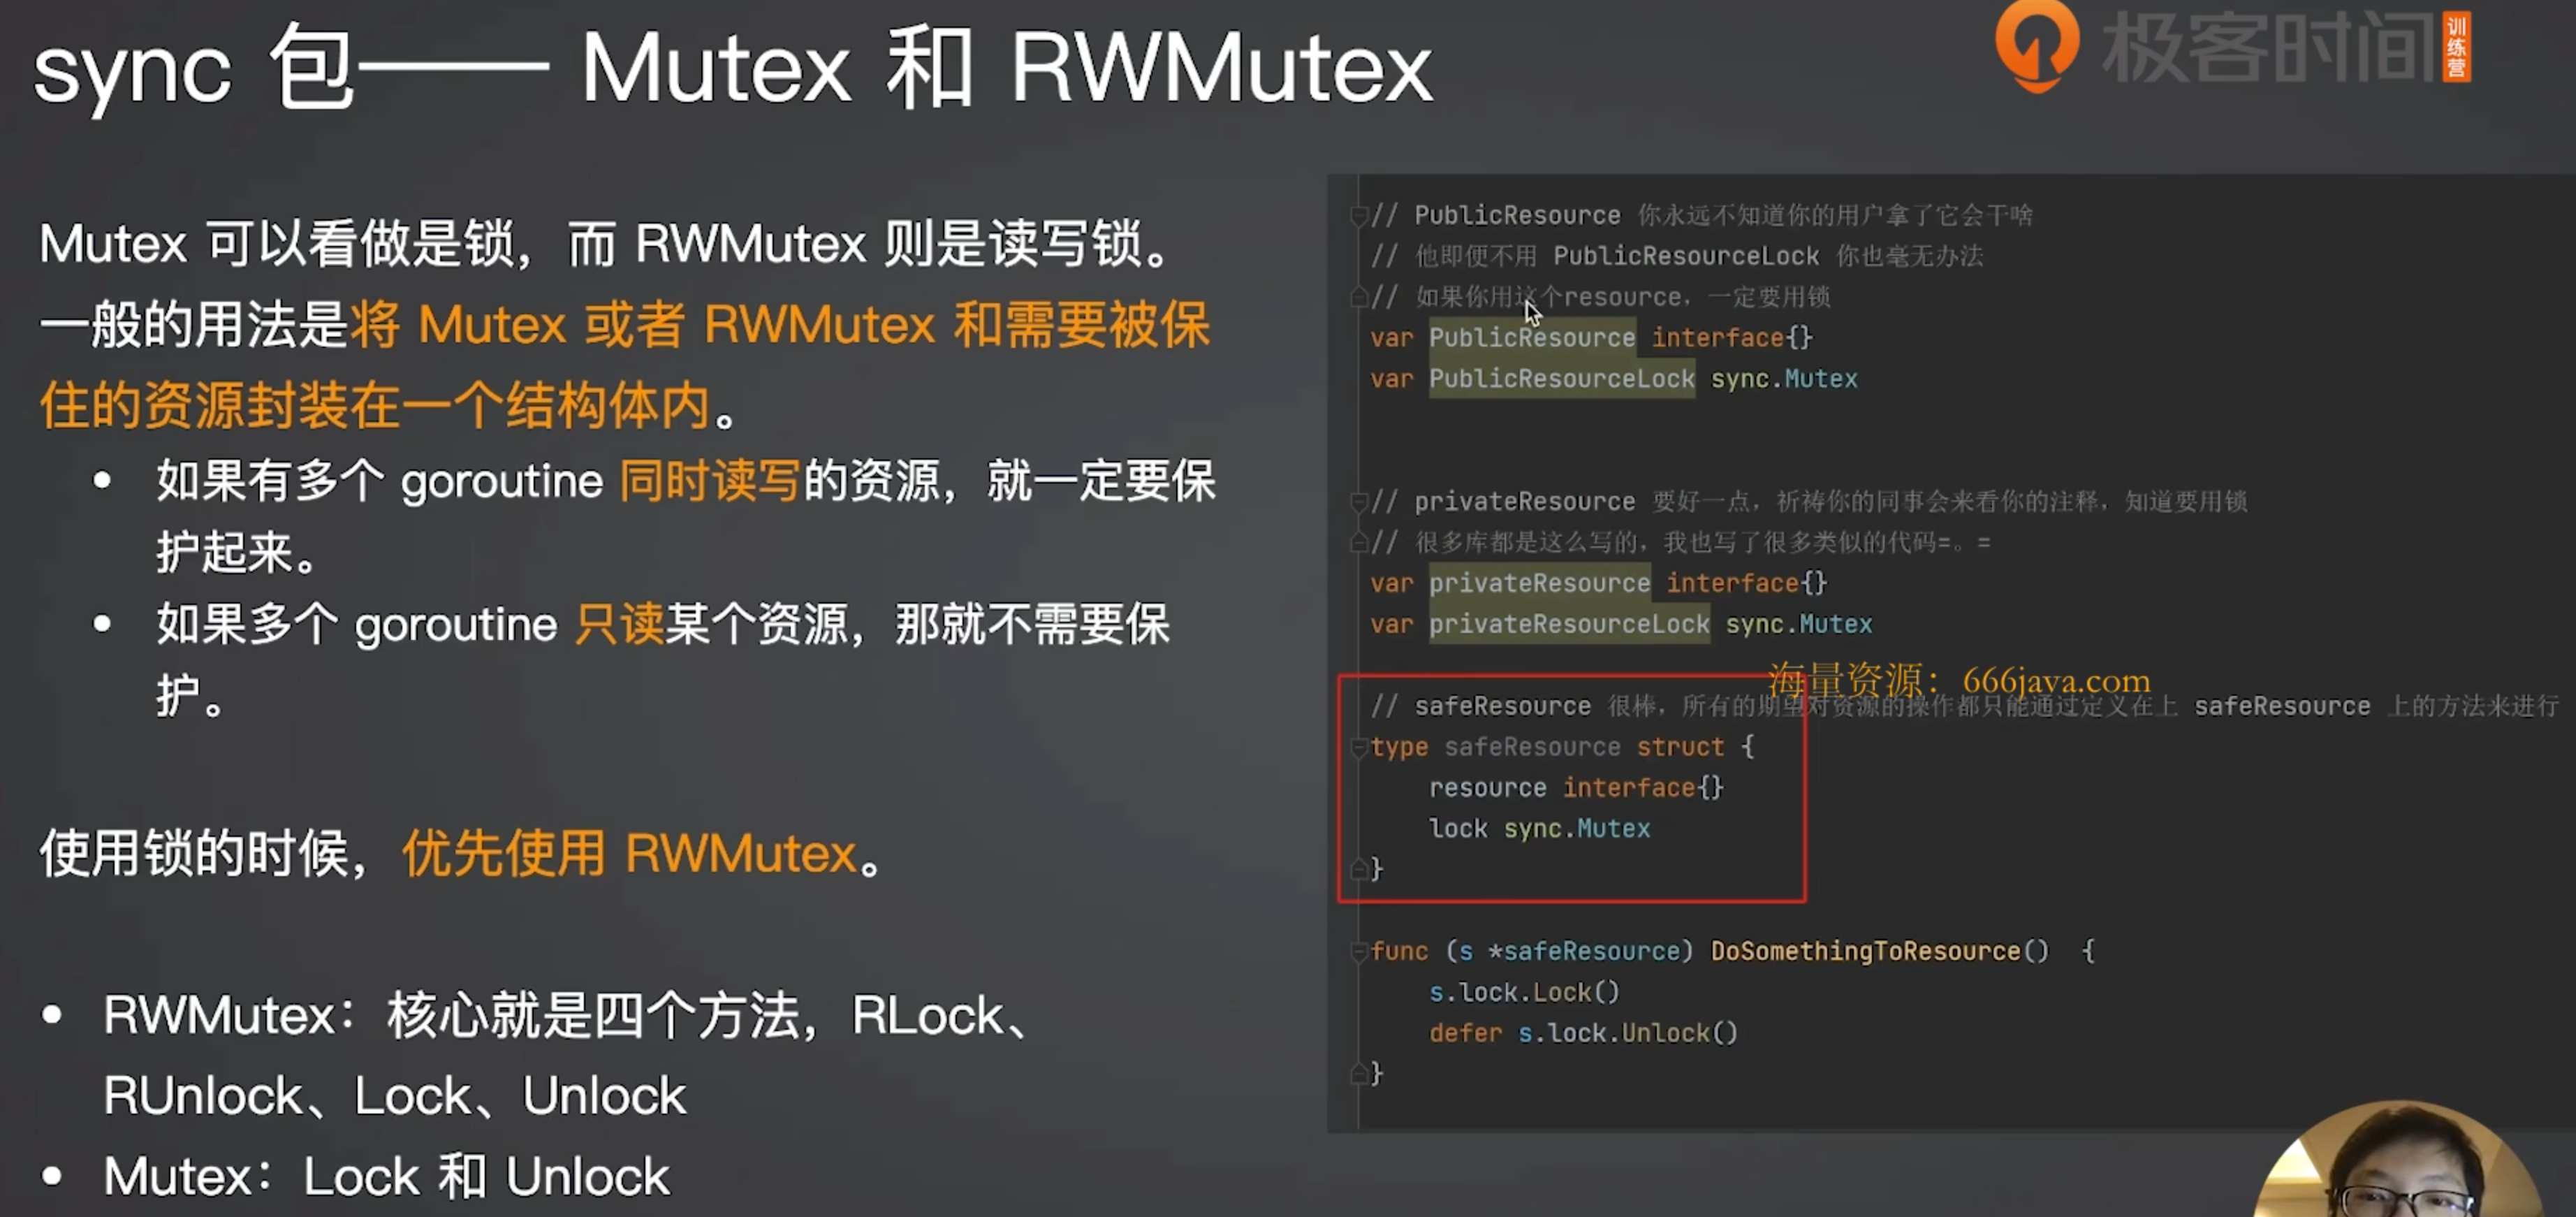 sync 包—— Mutex 和 RWMutex
极客时间
训练营
Mutex 可以看做是锁，而 RWMutex 则是读写锁。
一般的用法是将 Mutex 或者 RWMutex 和需要被保
住的资源封装在一个结构体内。
• 如果有多个 goroutine 同时读写的资源，就一定要保
护起来。
• 如果多个 goroutine 只读某个资源，那就不需要保
护。
使用锁的时候，优先使用 RWMutex。
• RWMutex：核心就是四个方法，RLock、
RUnlock、Lock、Unlock
• Mutex：Lock 和 Unlock
// PublicResource 你永远不知道你的用户拿了它会干啥
// 他即便不用 PublicResourceLock 你也毫无办法
// 如果你用这个resource，一定要用锁
var PublicResource interface{}
var PublicResourceLock sync.Mutex
// privateResource 要好一点，祈祷你的同事会来看你的注释，知道要用锁
// 很多库都是这么写的，我也写了很多类似的代码=。=
var privateResource interface{}
var privateResourceLock sync.Mutex
海量资源：666java.com
// safeResource 很棒，所有的期望对资源的操作都只能通过定义在上 safeResource 上的方法来进行
type safeResource struct {
resource interface{}
lock sync.Mutex
}
func (s *safeResource) DoSomethingToResource() {
s.lock.Lock()
defer s.lock.Unlock()
}